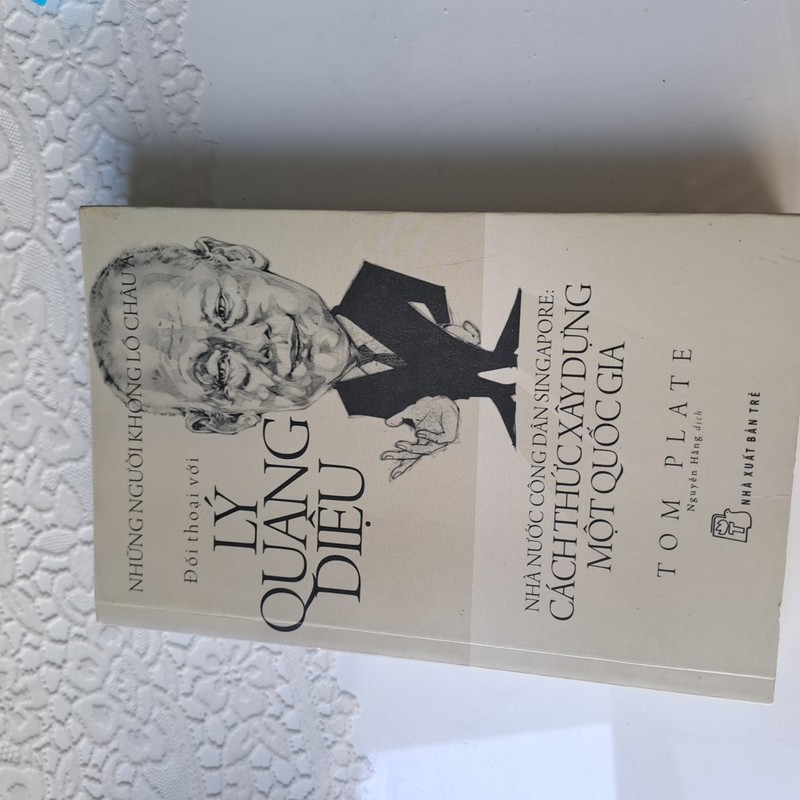 NHỮNG NGƯỜI KHỔNG LỒ CHÂU Á
Đối thoại với
LÝ
QUANG
DIỆU
NHÀ NƯỚC CÔNG DÂN SINGAPORE:
CÁCH THỨC XÂY DỰNG
MỘT QUỐC GIA
TOM PLATE
Nguyễn Hằng dịch
NHÀ XUẤT BẢN TRẺ